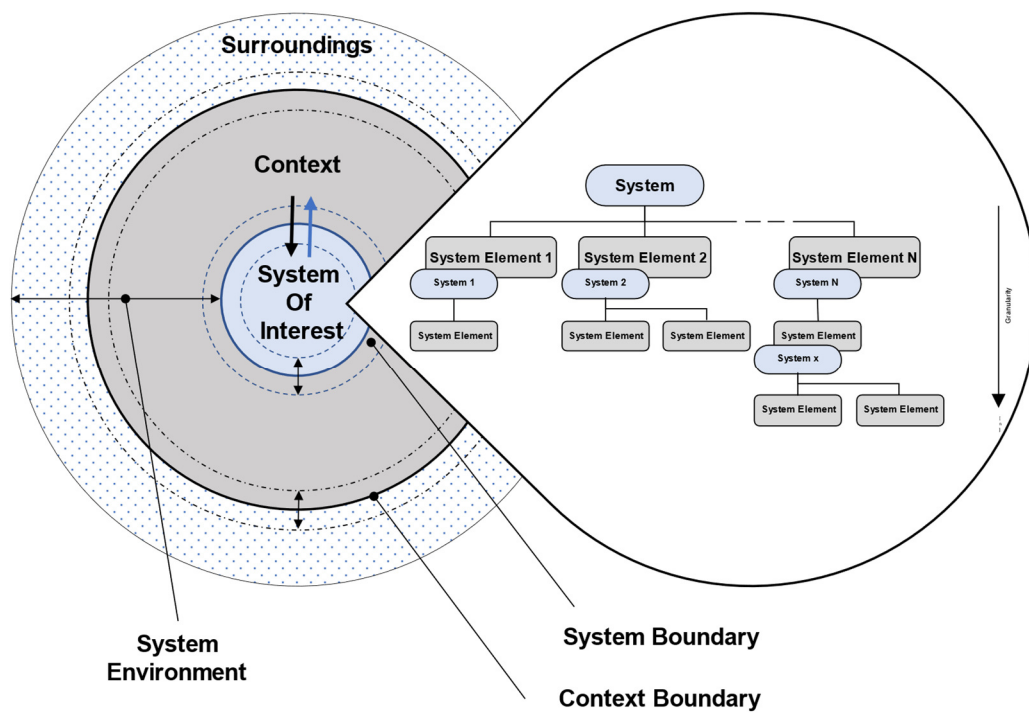 Surroundings
Context
System
Of
Interest
System
System Element 1
System Element 2
System Element N
System 1
System 2
System N
System Element
System Element
System Element
System Element
System x
System Element
System Element
Granularity
System
Environment
System Boundary
Context Boundary